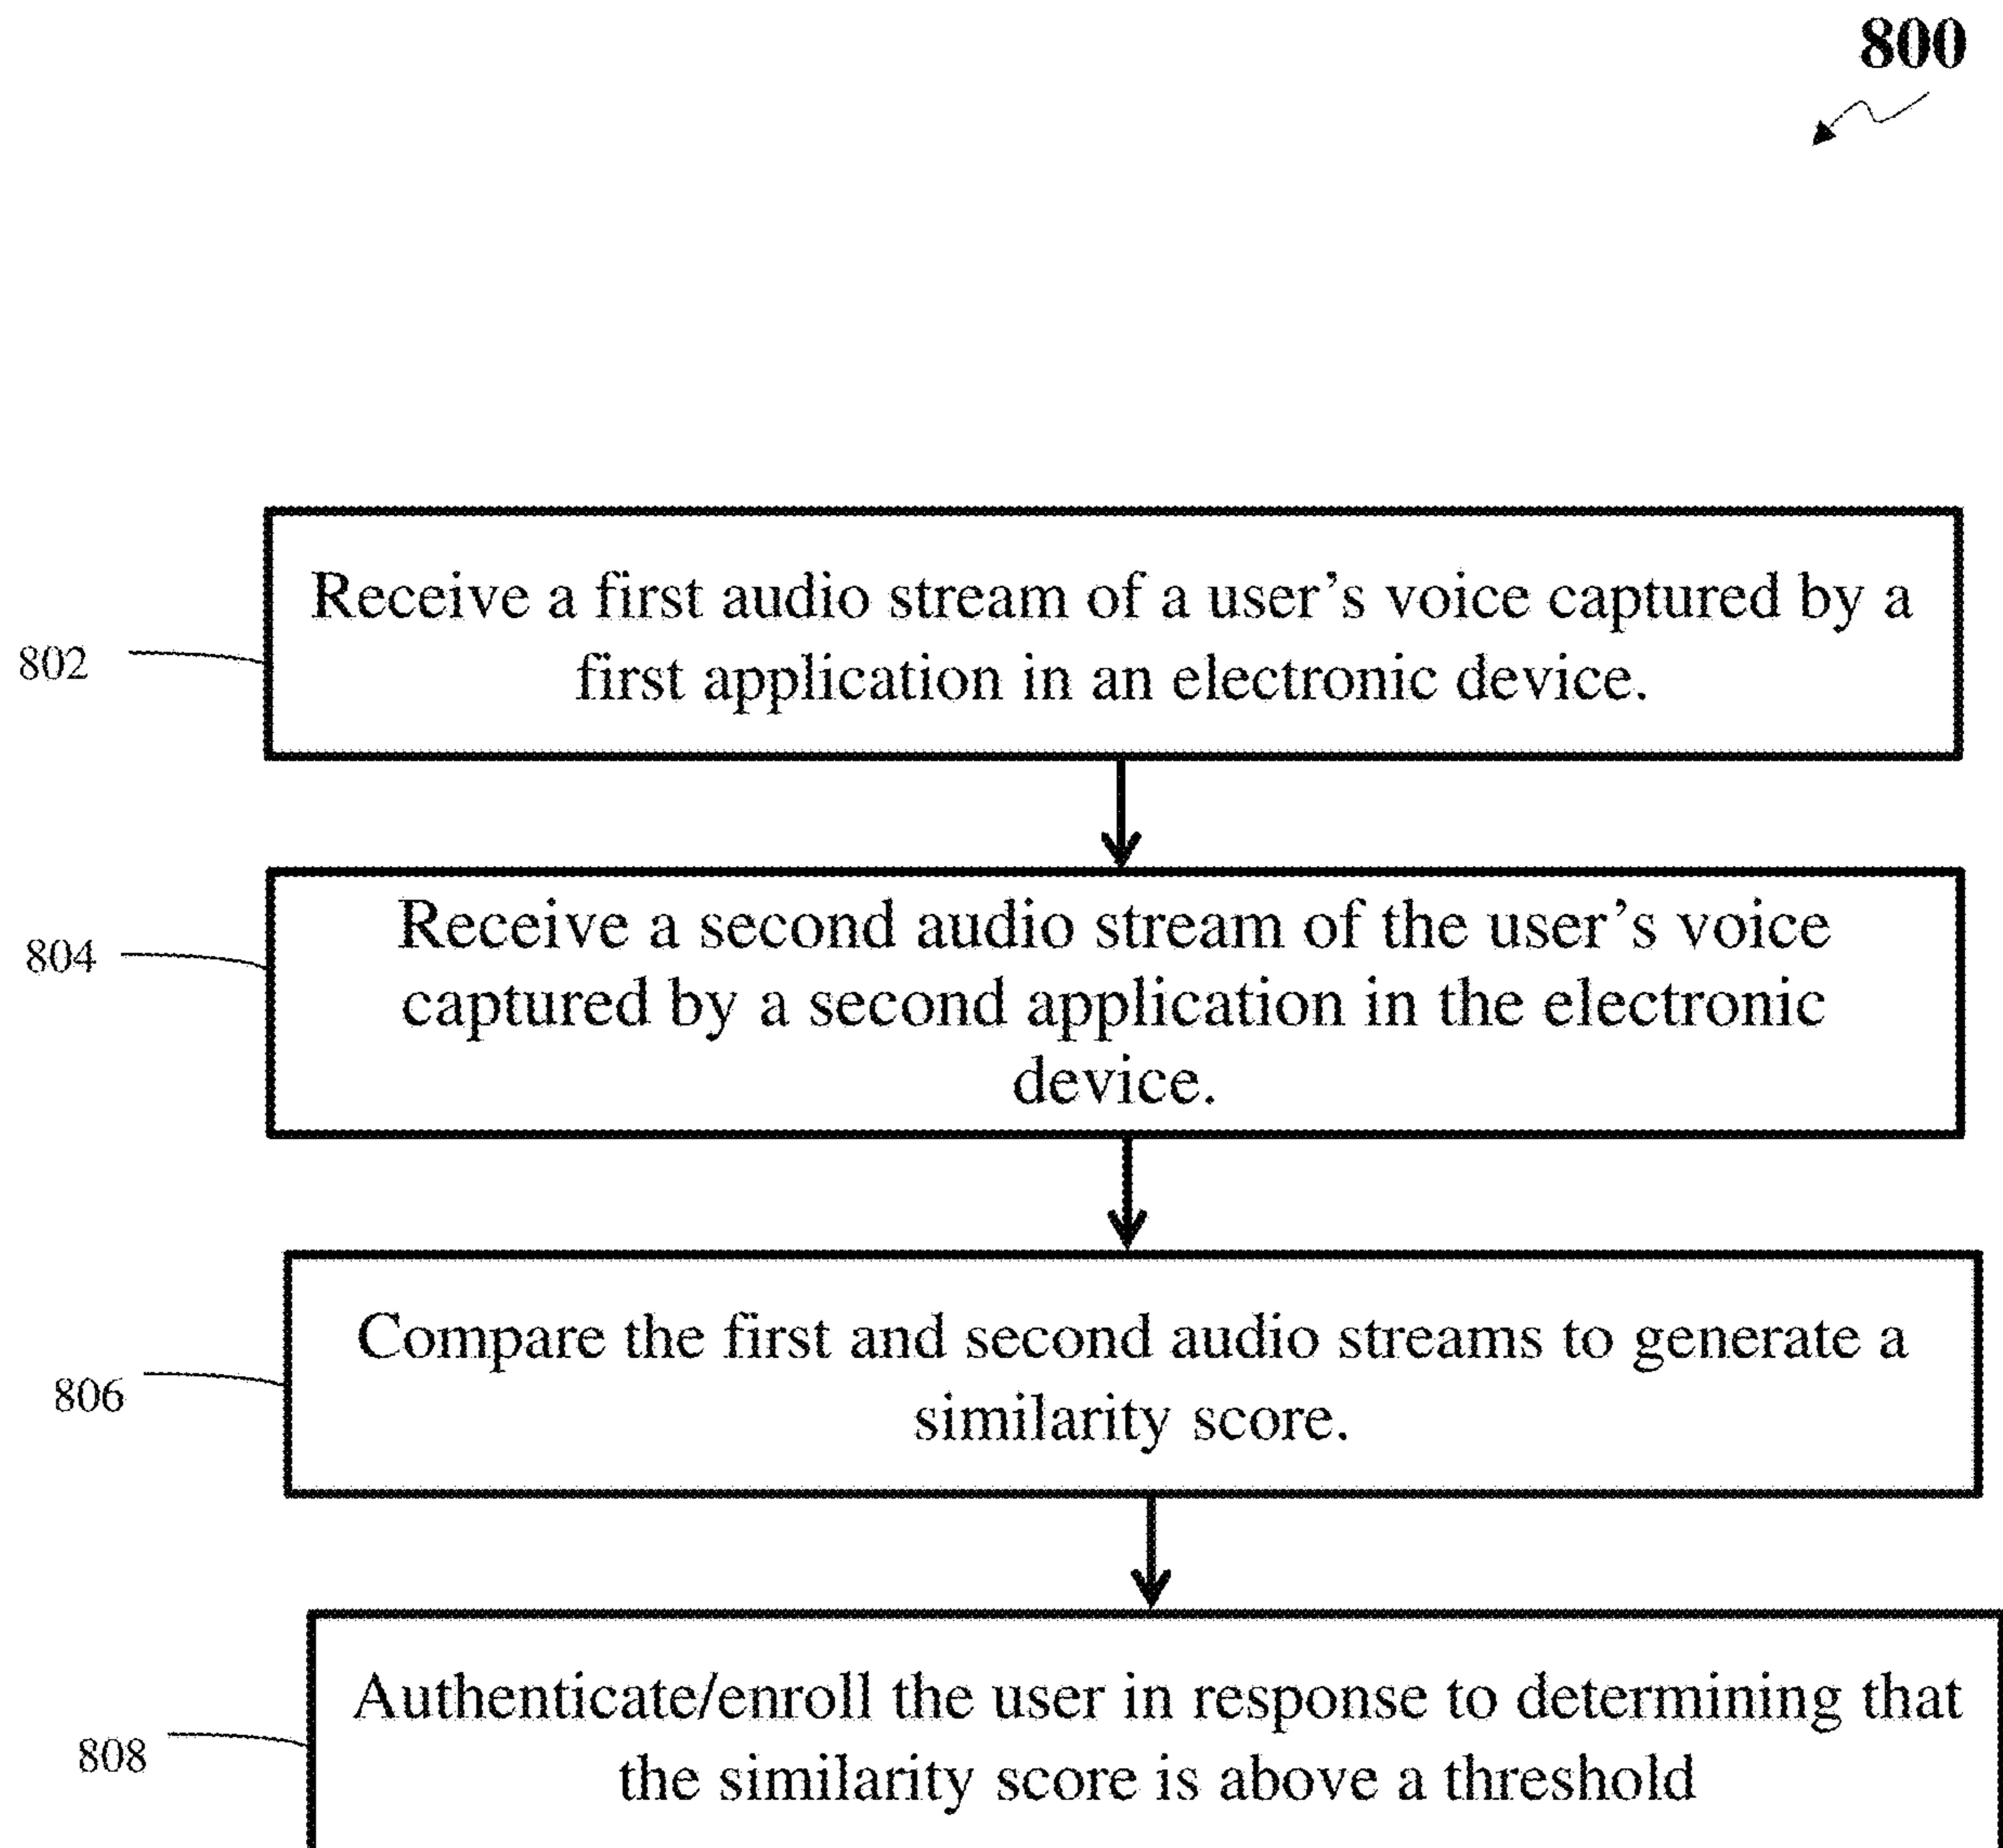 800
802
Receive a first audio stream of a user's voice captured by a
first application in an electronic device.
804
Receive a second audio stream of the user's voice
captured by a second application in the electronic
device.
806
Compare the first and second audio streams to generate a
similarity score.
808
Authenticate/enroll the user in response to determining that
the similarity score is above a threshold